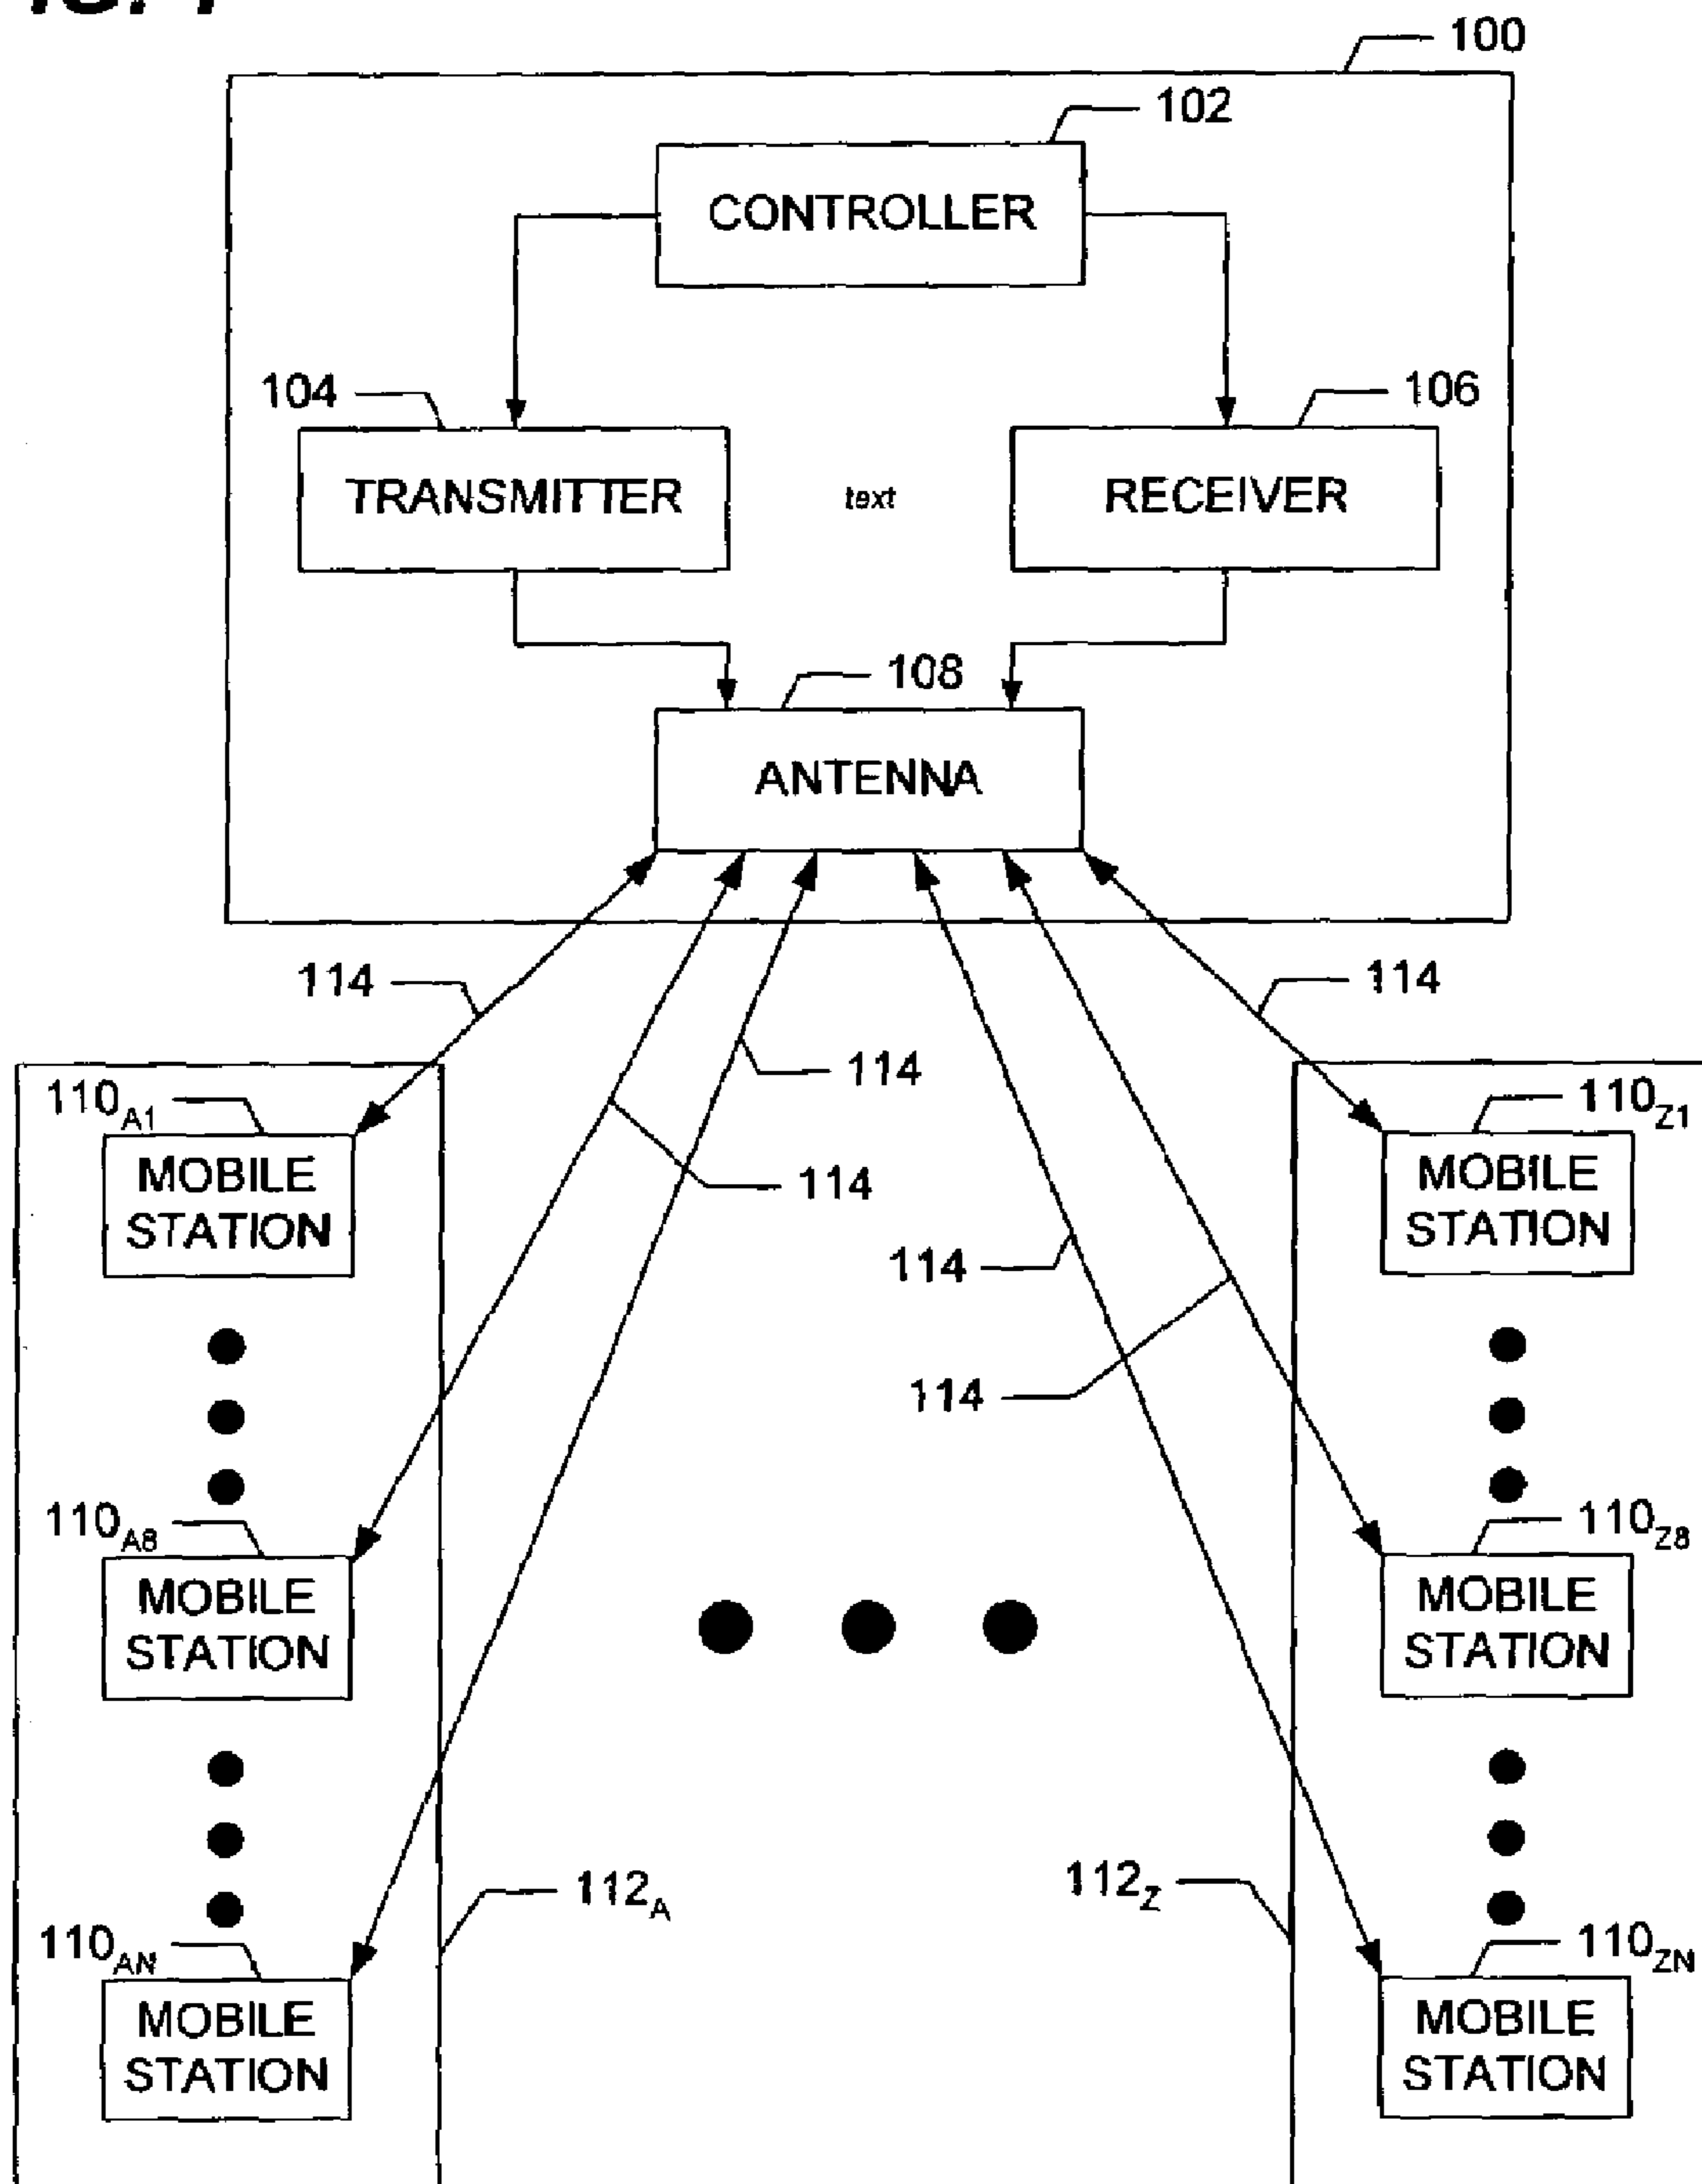 100
102
CONTROLLER
104
106
TRANSMITTER
text
RECEIVER
108
ANTENNA
114
114
114
110A1
110Z1
MOBILE
STATION
MOBILE
STATION
114
114
114
110A8
110Z8
MOBILE
STATION
MOBILE
STATION
112A
112Z
110AN
110ZN
MOBILE
STATION
MOBILE
STATION